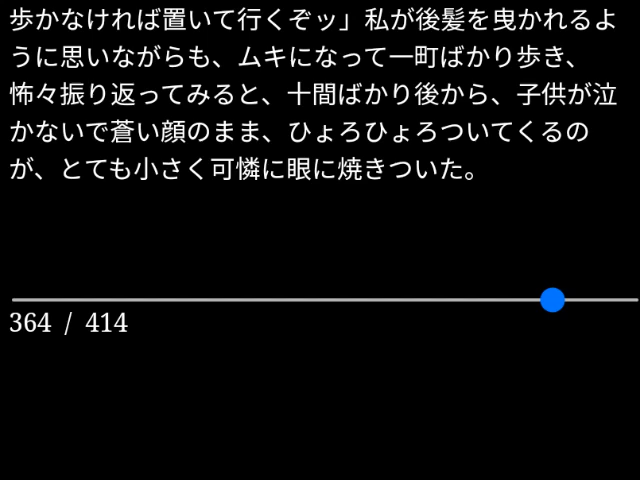 歩かなければ置いて行くぞッ」私が後髪を曳かれるよ
うに思いながらも、ムキになって一町ばかり歩き、
怖々振り返ってみると、十間ばかり後から、子供が泣
かないで蒼い顔のまま、ひょろひょろついてくるの
が、とても小さく可憐に眼に焼きついた。
364 / 414